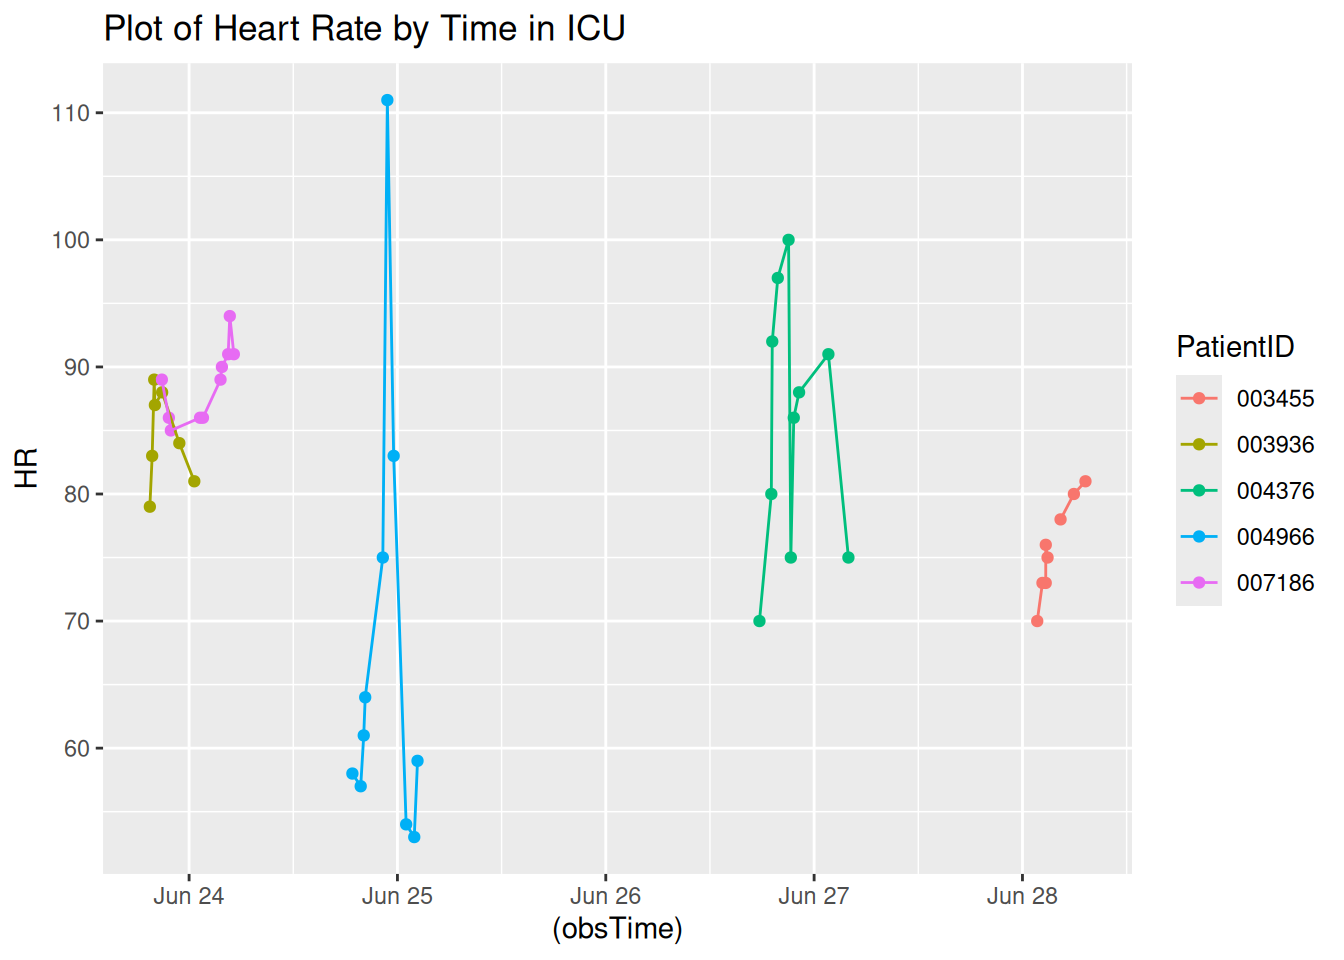 Plot of Heart Rate by Time in ICU
110
100
90
80
70
60
HR
Jun 24 Jun 25 Jun 26 Jun 27 Jun 28
(obsTime)
PatientID
003455
003936
004376
004966
007186